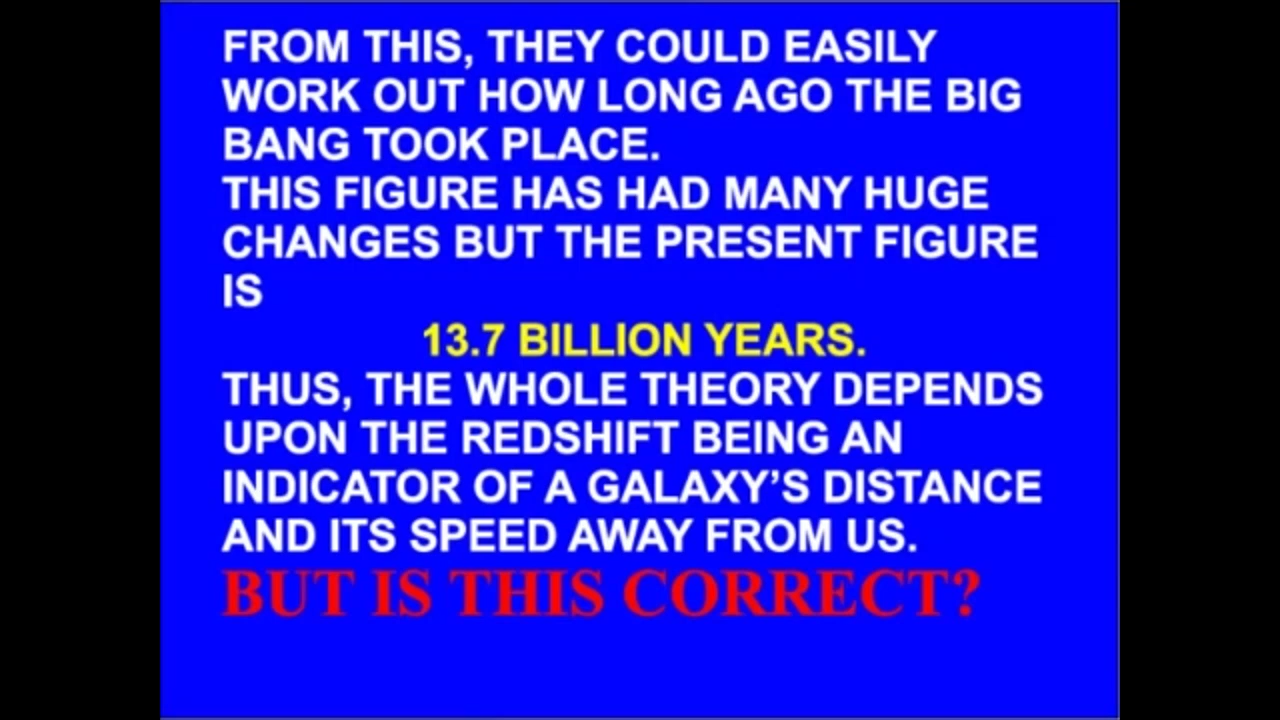 FROM THIS, THEY COULD EASILY
WORK OUT HOW LONG AGO THE BIG
BANG TOOK PLACE.
THIS FIGURE HAS HAD MANY HUGE
CHANGES BUT THE PRESENT FIGURE
IS
13.7 BILLION YEARS.
THUS, THE WHOLE THEORY DEPENDS
UPON THE REDSHIFT BEING AN
INDICATOR OF A GALAXY’S DISTANCE
AND ITS SPEED AWAY FROM US.
BUT IS THIS CORRECT?